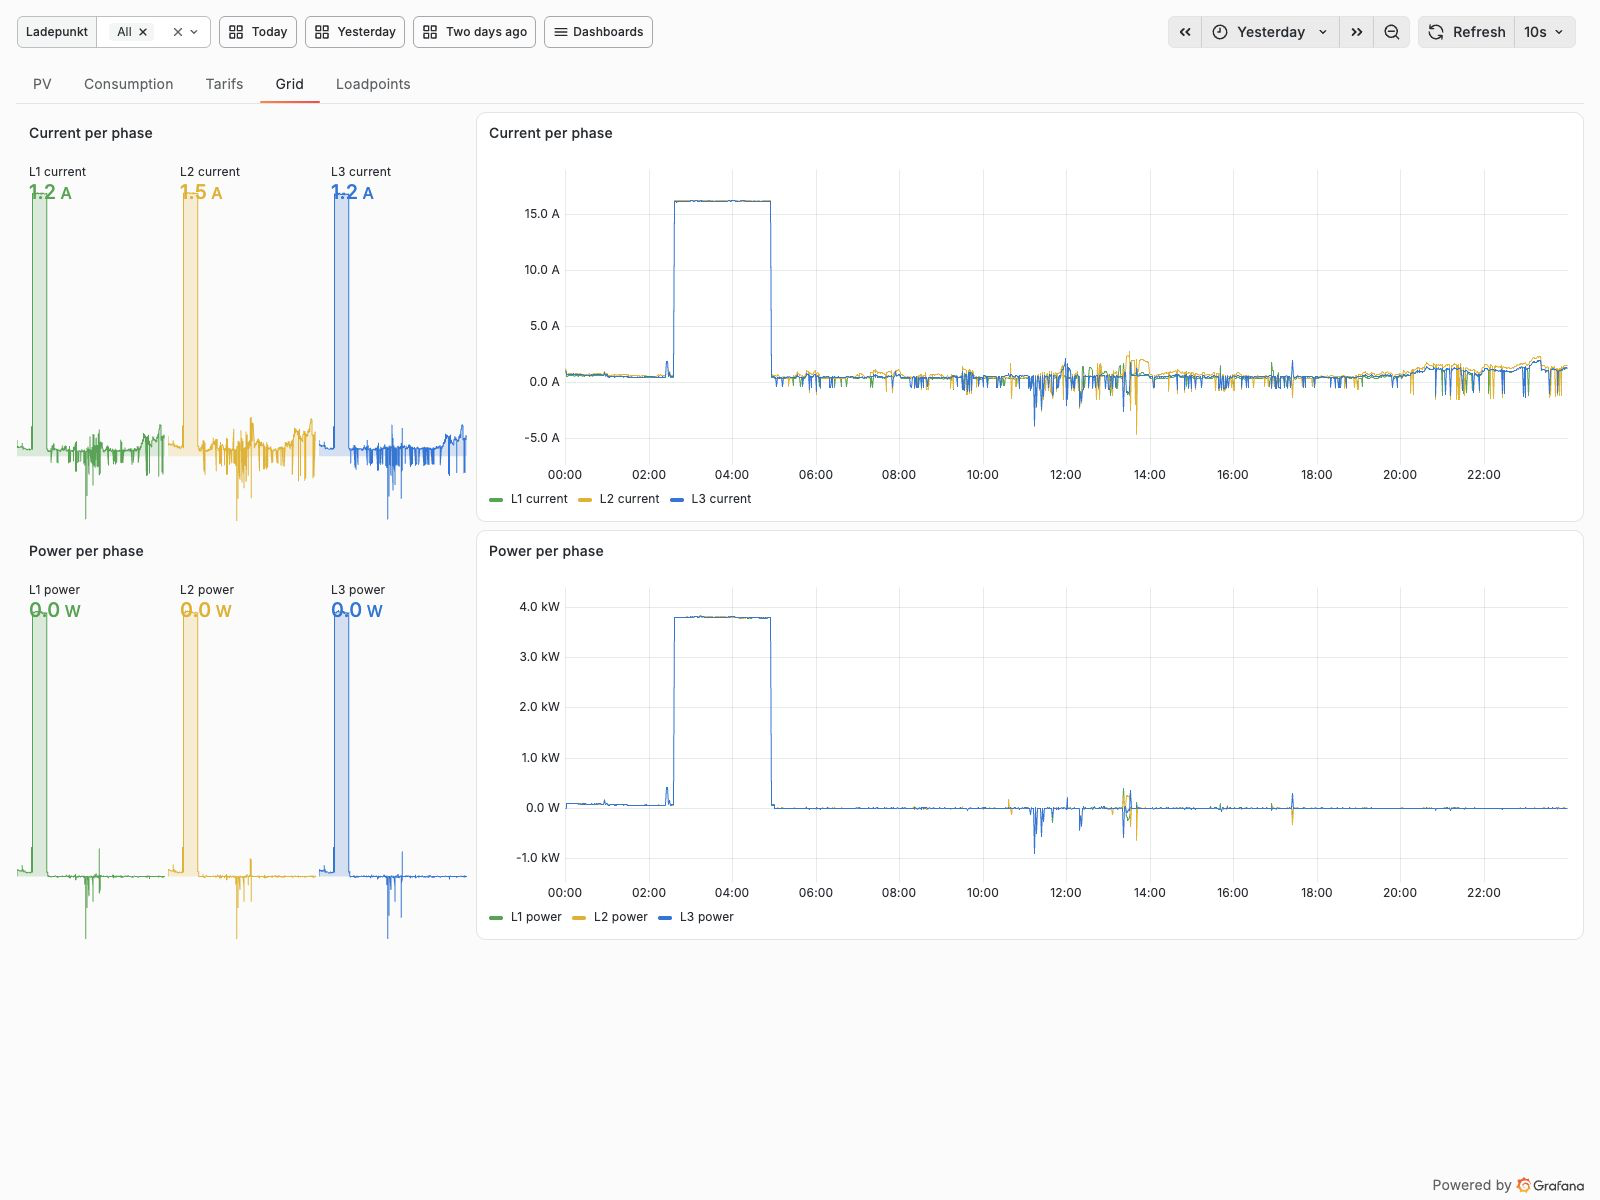 Ladepunkt All Today Yesterday Two days ago Dashboards Yesterday Refresh 10s
PV Consumption Tarifs Grid Loadpoints
Current per phase
L1 current L2 current L3 current
1.2 A 1.5 A 1.2 A
Current per phase
15.0 A
10.0 A
5.0 A
0.0 A
-5.0 A
00:00 02:00 04:00 06:00 08:00 10:00 12:00 14:00 16:00 18:00 20:00 22:00
L1 current L2 current L3 current
Power per phase
L1 power L2 power L3 power
0.0 W 0.0 W 0.0 W
Power per phase
4.0 kW
3.0 kW
2.0 kW
1.0 kW
0.0 W
-1.0 kW
00:00 02:00 04:00 06:00 08:00 10:00 12:00 14:00 16:00 18:00 20:00 22:00
L1 power L2 power L3 power
Powered by Grafana